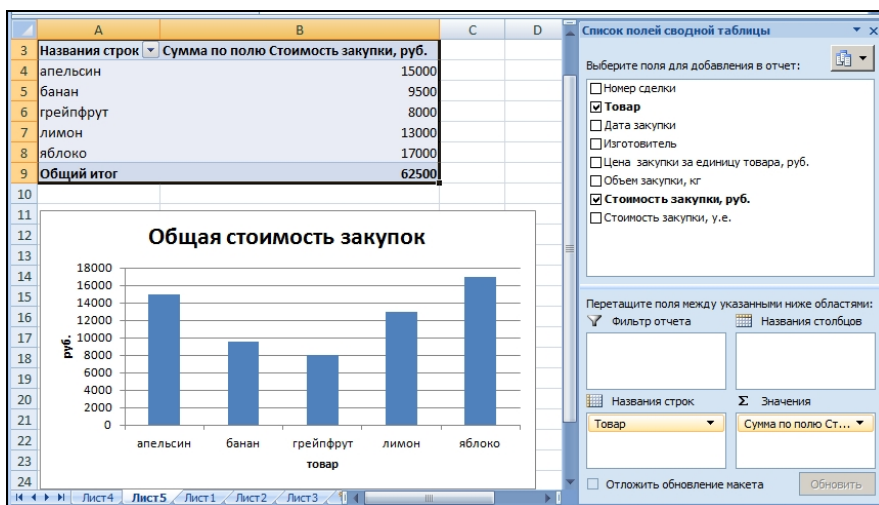 A B C D
3 Названия строк Сумма по полю Стоимость закупки, руб.
4 апельсин 15000
5 банан 9500
6 грейпфрут 8000
7 лимон 13000
8 яблоко 17000
9 Общий итог 62500
10
11
12
13
14
15
16
17
18
19
20
21
22
23
24
Общая стоимость закупок
18000
16000
14000
12000
10000
8000
6000
4000
2000
0
руб.
апельсин банан грейпфрут лимон яблоко
товар
Лист4 Лист5 Лист1 Лист2 Лист3
Список полей сводной таблицы
Выберите поля для добавления в отчет:
Номер сделки
Товар
Дата закупки
Изготовитель
Цена закупки за единицу товара, руб.
Объем закупки, кг
Стоимость закупки, руб.
Стоимость закупки, у.е.
Перетащите поля между указанными ниже областями:
Фильтр отчета Названия столбцов
Названия строк Σ Значения
Товар Сумма по полю Ст...
Отложить обновление макета Обновить